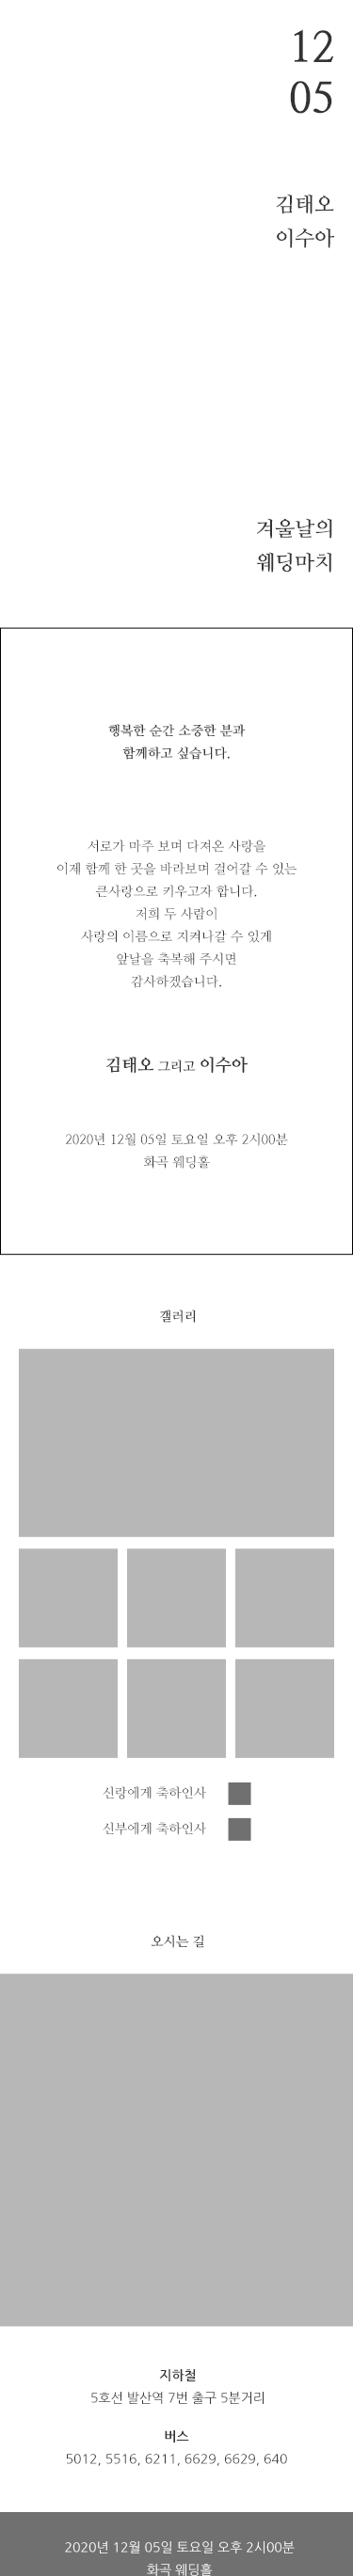 12
05
김태오
이수아
겨울날의
웨딩마치
행복한 순간 소중한 분과
함께하고 싶습니다.
서로가 마주 보며 다져온 사랑을
이제 함께 한 곳을 바라보며 걸어갈 수 있는
큰사랑으로 키우고자 합니다.
저희 두 사람이
사랑의 이름으로 지켜나갈 수 있게
앞날을 축복해 주시면
감사하겠습니다.
김태오 그리고 이수아
2020년 12월 05일 토요일 오후 2시00분
화곡 웨딩홀
갤러리
신랑에게 축하인사
신부에게 축하인사
오시는 길
지하철
5호선 발산역 7번 출구 5분거리
버스
5012, 5516, 6211, 6629, 6629, 640
2020년 12월 05일 토요일 오후 2시00분
화곡 웨딩홀